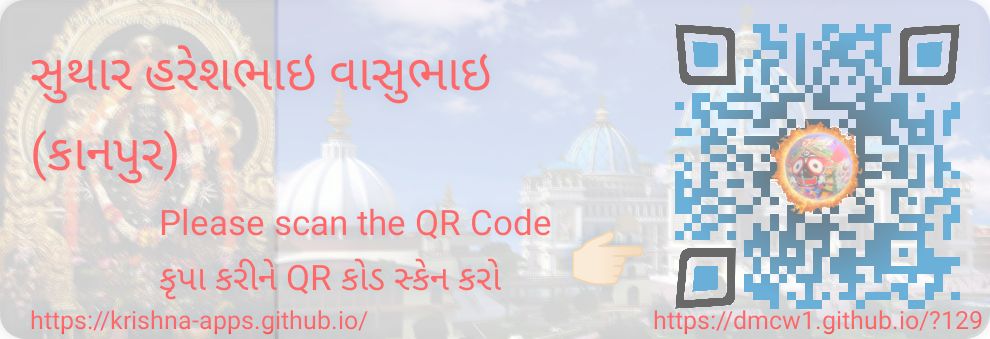 સુથાર હરેશભાઇ વાસુભાઇ
(કાનપુર)
Please scan the QR Code
કૃપા કરીને QR કોડ સ્કેન કરો
https://krishna-apps.github.io/
https://dmcw1.github.io/?129